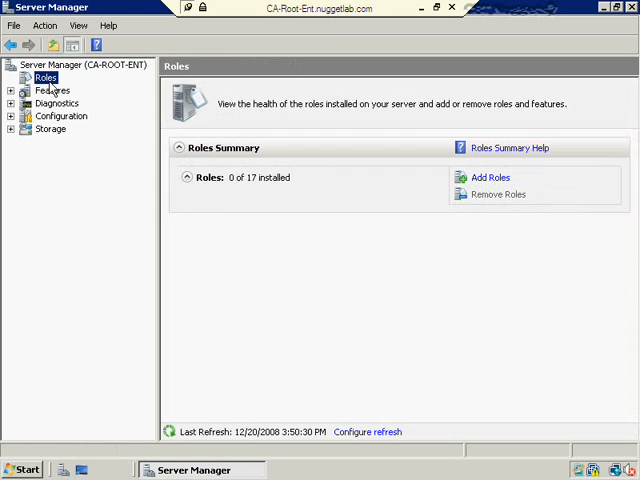 Server Manager
CA-Root-Ent.nuggetlab.com
File Action View Help
Server Manager (CA-ROOT-ENT)
Roles
Features
Diagnostics
Configuration
Storage
Roles
View the health of the roles installed on your server and add or remove roles and features.
Roles Summary
Roles Summary Help
Roles: 0 of 17 installed
Add Roles
Remove Roles
Last Refresh: 12/20/2008 3:50:30 PM Configure refresh
Start
Server Manager